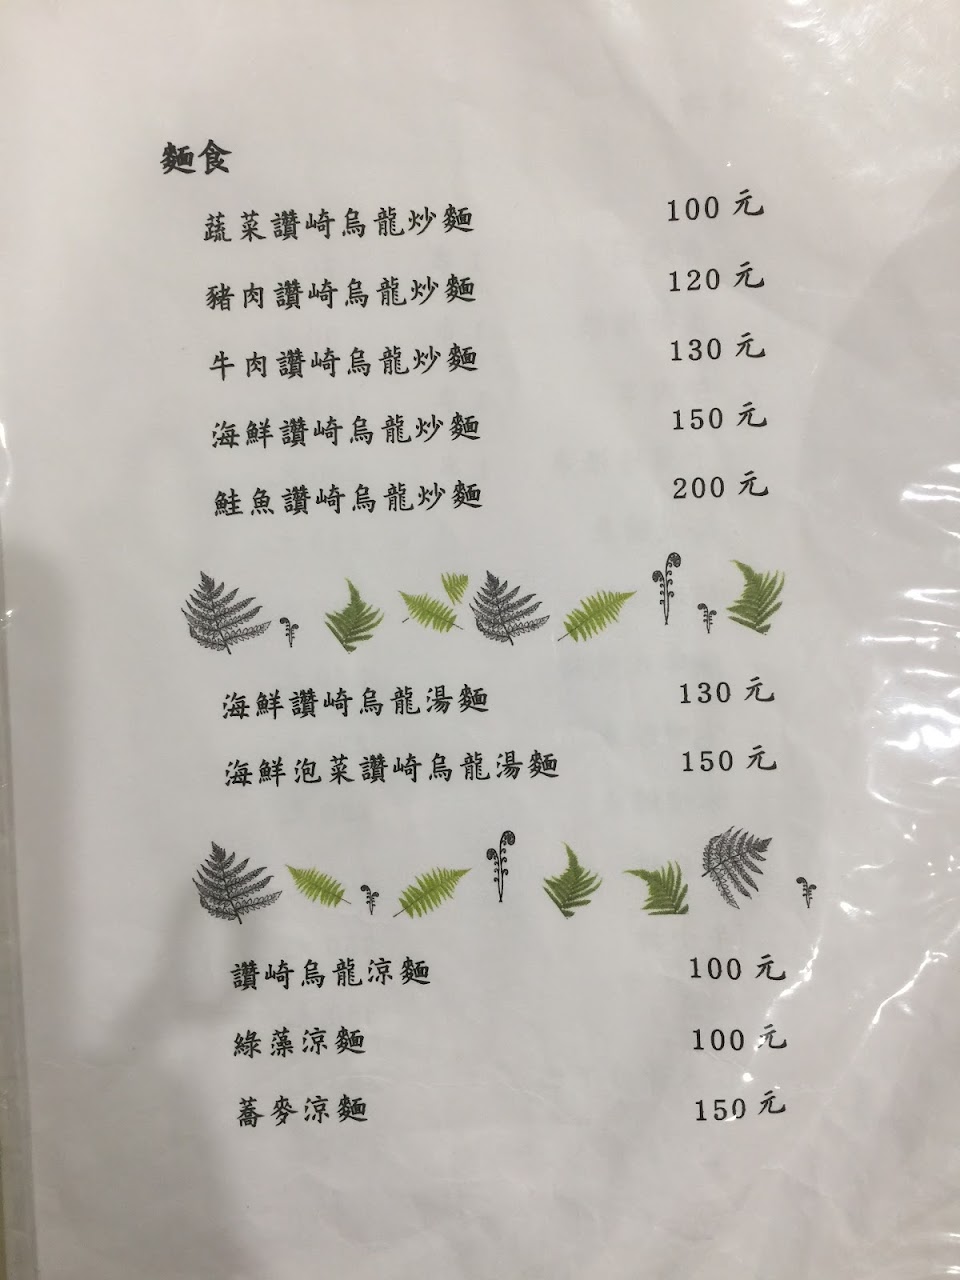 麵食
蔬菜讚崎烏龍炒麵 100元
豬肉讚崎烏龍炒麵 120元
牛肉讚崎烏龍炒麵 130元
海鮮讚崎烏龍炒麵 150元
鮭魚讚崎烏龍炒麵 200元
海鮮讚崎烏龍湯麵 130元
海鮮泡菜讚崎烏龍湯麵 150元
讚崎烏龍涼麵 100元
綠藻涼麵 100元
蕎麥涼麵 150元